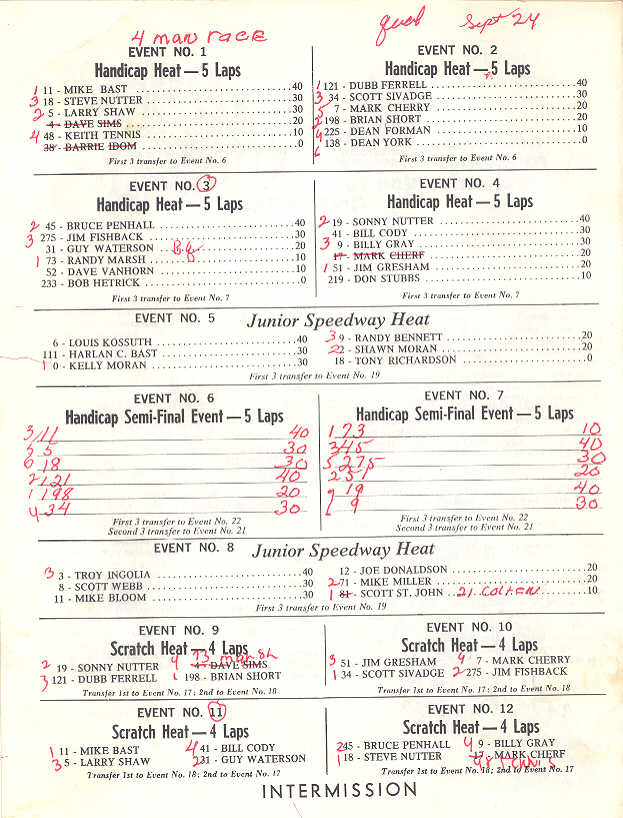 4 man race Sept 24
EVENT NO. 1
Handicap Heat — 5 Laps
1 11 - MIKE BAST 40
3 18 - STEVE NUTTER 30
2 5 - LARRY SHAW 30
4 - DAVE SIMS 20
4 48 - KEITH TENNIS 10
38 - BARRIE IDOM 0
First 3 transfer to Event No. 6
EVENT NO. 2
Handicap Heat — 5 Laps
1 121 - DUBB FERRELL 40
3 34 - SCOTT SIVADGE 30
5 7 - MARK CHERRY 30
2 198 - BRIAN SHORT 20
4 225 - DEAN FORMAN 10
6 138 - DEAN YORK 0
First 3 transfer to Event No. 6
EVENT NO. 3
Handicap Heat — 5 Laps
2 45 - BRUCE PENHALL 40
3 275 - JIM FISHBACK 30
31 - GUY WATERSON 20
1 73 - RANDY MARSH 10
52 - DAVE VANHORN 10
233 - BOB HETRICK 0
First 3 transfer to Event No. 7
EVENT NO. 4
Handicap Heat — 5 Laps
2 19 - SONNY NUTTER 40
41 - BILL CODY 30
3 9 - BILLY GRAY 30
17 - MARK CHERF 20
1 51 - JIM GRESHAM 20
219 - DON STUBBS 10
First 3 transfer to Event No. 7
EVENT NO. 5 Junior Speedway Heat
6 - LOUIS KOSSUTH 40
111 - HARLAN C. BAST 30
1 0 - KELLY MORAN 30
3 9 - RANDY BENNETT 20
22 - SHAWN MORAN 20
18 - TONY RICHARDSON 0
First 3 transfer to Event No. 19
EVENT NO. 6
Handicap Semi-Final Event — 5 Laps
3 11 40
5 5 30
6 18 30
2 121 40
1 198 20
4 34 30
First 3 transfer to Event No. 22
Second 3 transfer to Event No. 21
EVENT NO. 7
Handicap Semi-Final Event — 5 Laps
1 73 10
3 45 40
5 275 30
2 51 20
19 40
9 30
First 3 transfer to Event No. 22
Second 3 transfer to Event No. 21
EVENT NO. 8 Junior Speedway Heat
3 3 - TROY INGOLIA 40
8 - SCOTT WEBB 30
11 - MIKE BLOOM 30
12 - JOE DONALDSON 20
2 71 - MIKE MILLER 20
1 81 - SCOTT ST. JOHN 21 Colten 10
First 3 transfer to Event No. 19
EVENT NO. 9
Scratch Heat — 4 Laps
73 marsh
2 19 - SONNY NUTTER 4 4 - DAVE SIMS
3 121 - DUBB FERRELL 1 198 - BRIAN SHORT
Transfer 1st to Event No. 17; 2nd to Event No. 18
EVENT NO. 10
Scratch Heat — 4 Laps
3 51 - JIM GRESHAM 4 7 - MARK CHERRY
1 34 - SCOTT SIVADGE 2 275 - JIM FISHBACK
Transfer 1st to Event No. 17; 2nd to Event No. 18
EVENT NO. 11
Scratch Heat — 4 Laps
1 11 - MIKE BAST 4 41 - BILL CODY
3 5 - LARRY SHAW 2 31 - GUY WATERSON
Transfer 1st to Event No. 18; 2nd to Event No. 17
EVENT NO. 12
Scratch Heat — 4 Laps
2 45 - BRUCE PENHALL 4 9 - BILLY GRAY
1 18 - STEVE NUTTER 17 - MARK CHERF
Transfer 1st to Event No. 18; 2nd to Event No. 17
INTERMISSION